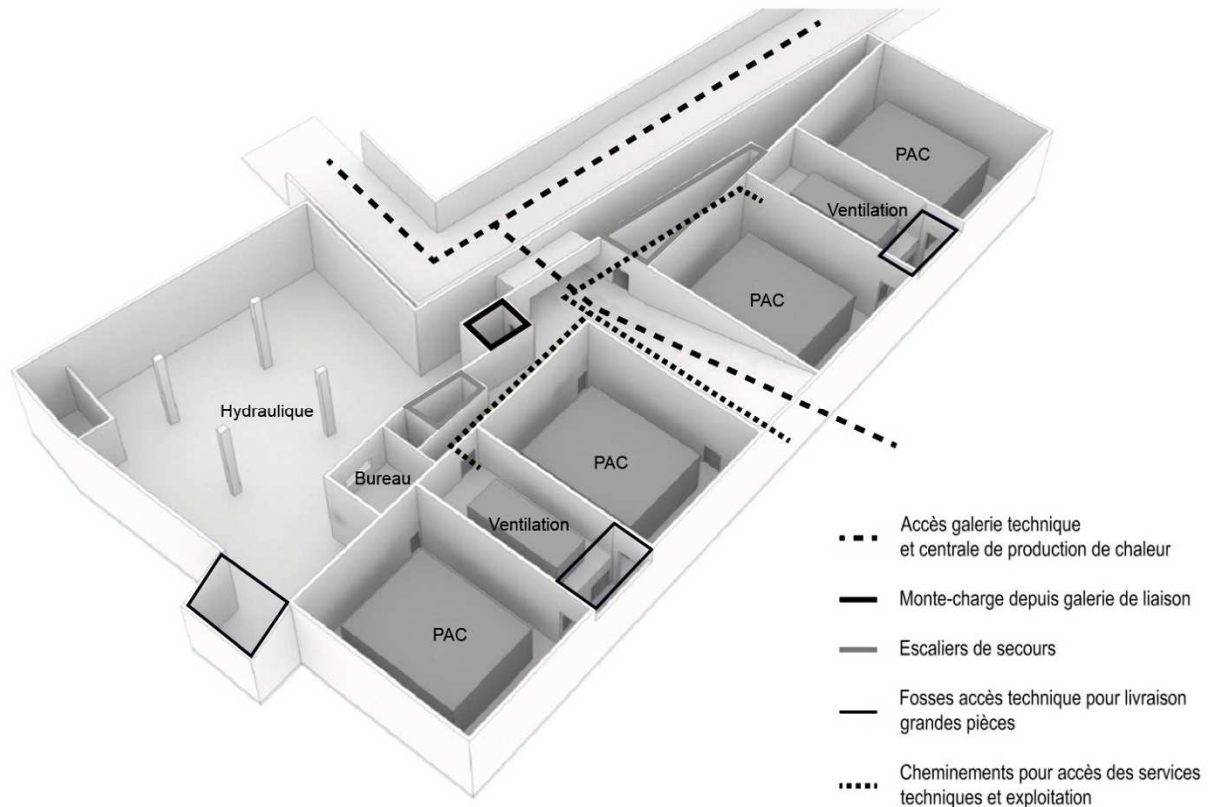 PAC
Ventilation
PAC
Hydraulique
PAC
Bureau
Ventilation
PAC
Accès galerie technique
et centrale de production de chaleur
Monte-charge depuis galerie de liaison
Escaliers de secours
Fosses accès technique pour livraison
grandes pièces
Cheminements pour accès des services
techniques et exploitation